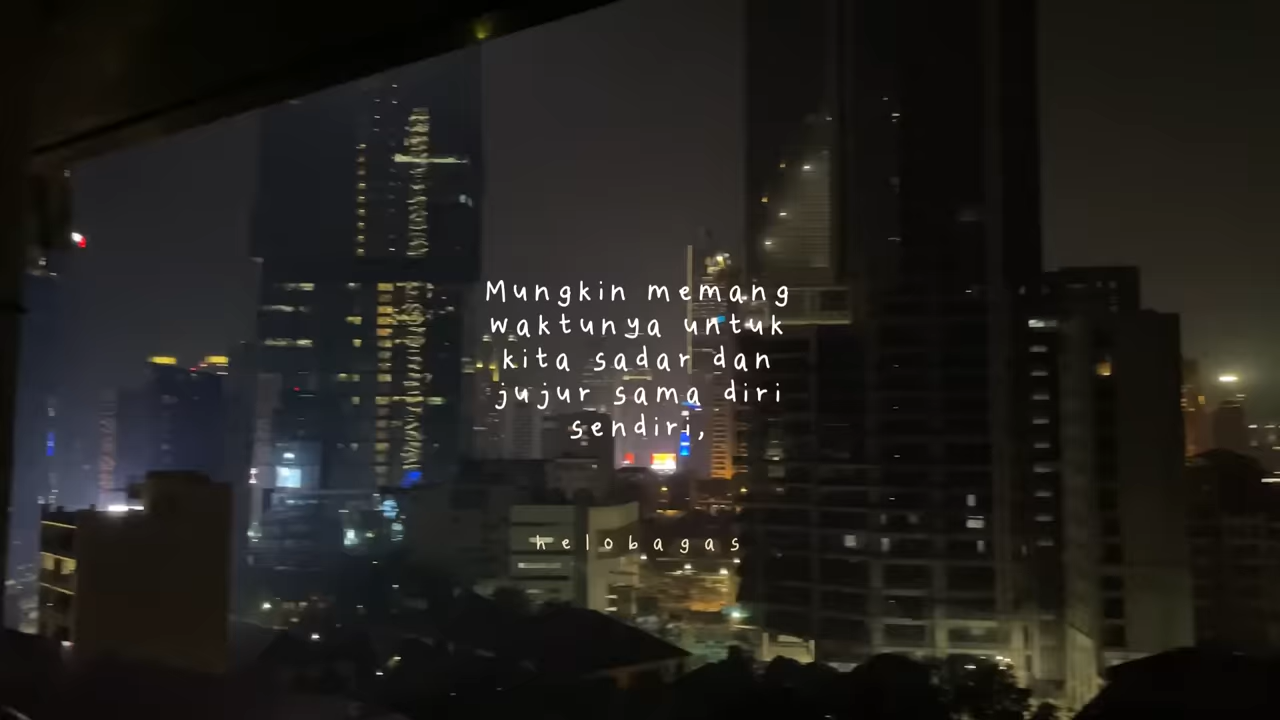 Mungkin memang
waktunya untuk
kita sadar dan
jujur sama diri
sendiri,
helobagas